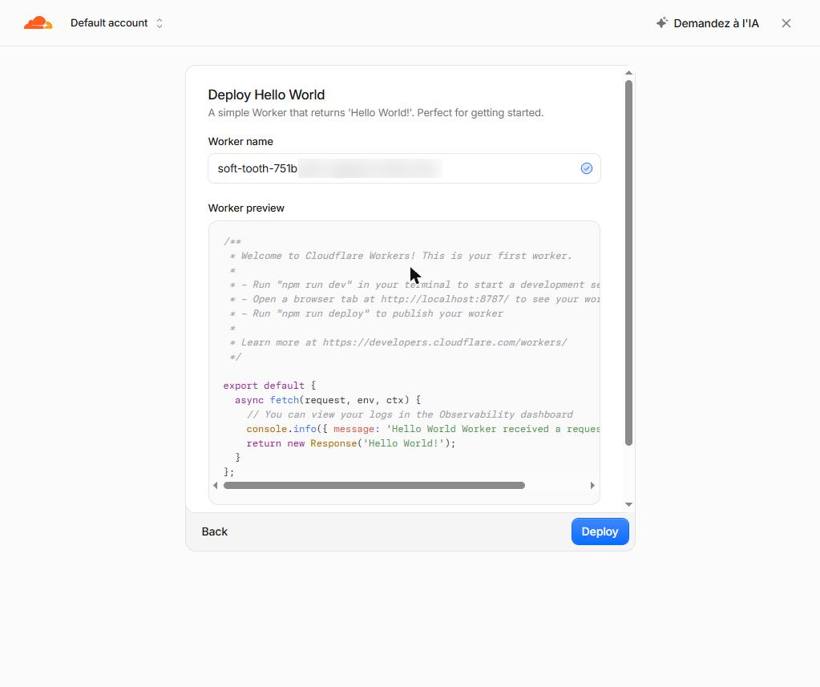 Default account
Demandez à l'IA
Deploy Hello World
A simple Worker that returns 'Hello World!'. Perfect for getting started.
Worker name
soft-tooth-751b
Worker preview
/**
 * Welcome to Cloudflare Workers! This is your first worker.
 *
 * - Run "npm run dev" in your terminal to start a development se
 * - Open a browser tab at http://localhost:8787/ to see your wor
 * - Run "npm run deploy" to publish your worker
 *
 * Learn more at https://developers.cloudflare.com/workers/
 */
export default {
  async fetch(request, env, ctx) {
    // You can view your logs in the Observability dashboard
    console.info({ message: 'Hello World Worker received a reques
    return new Response('Hello World!');
  }
};
Back
Deploy